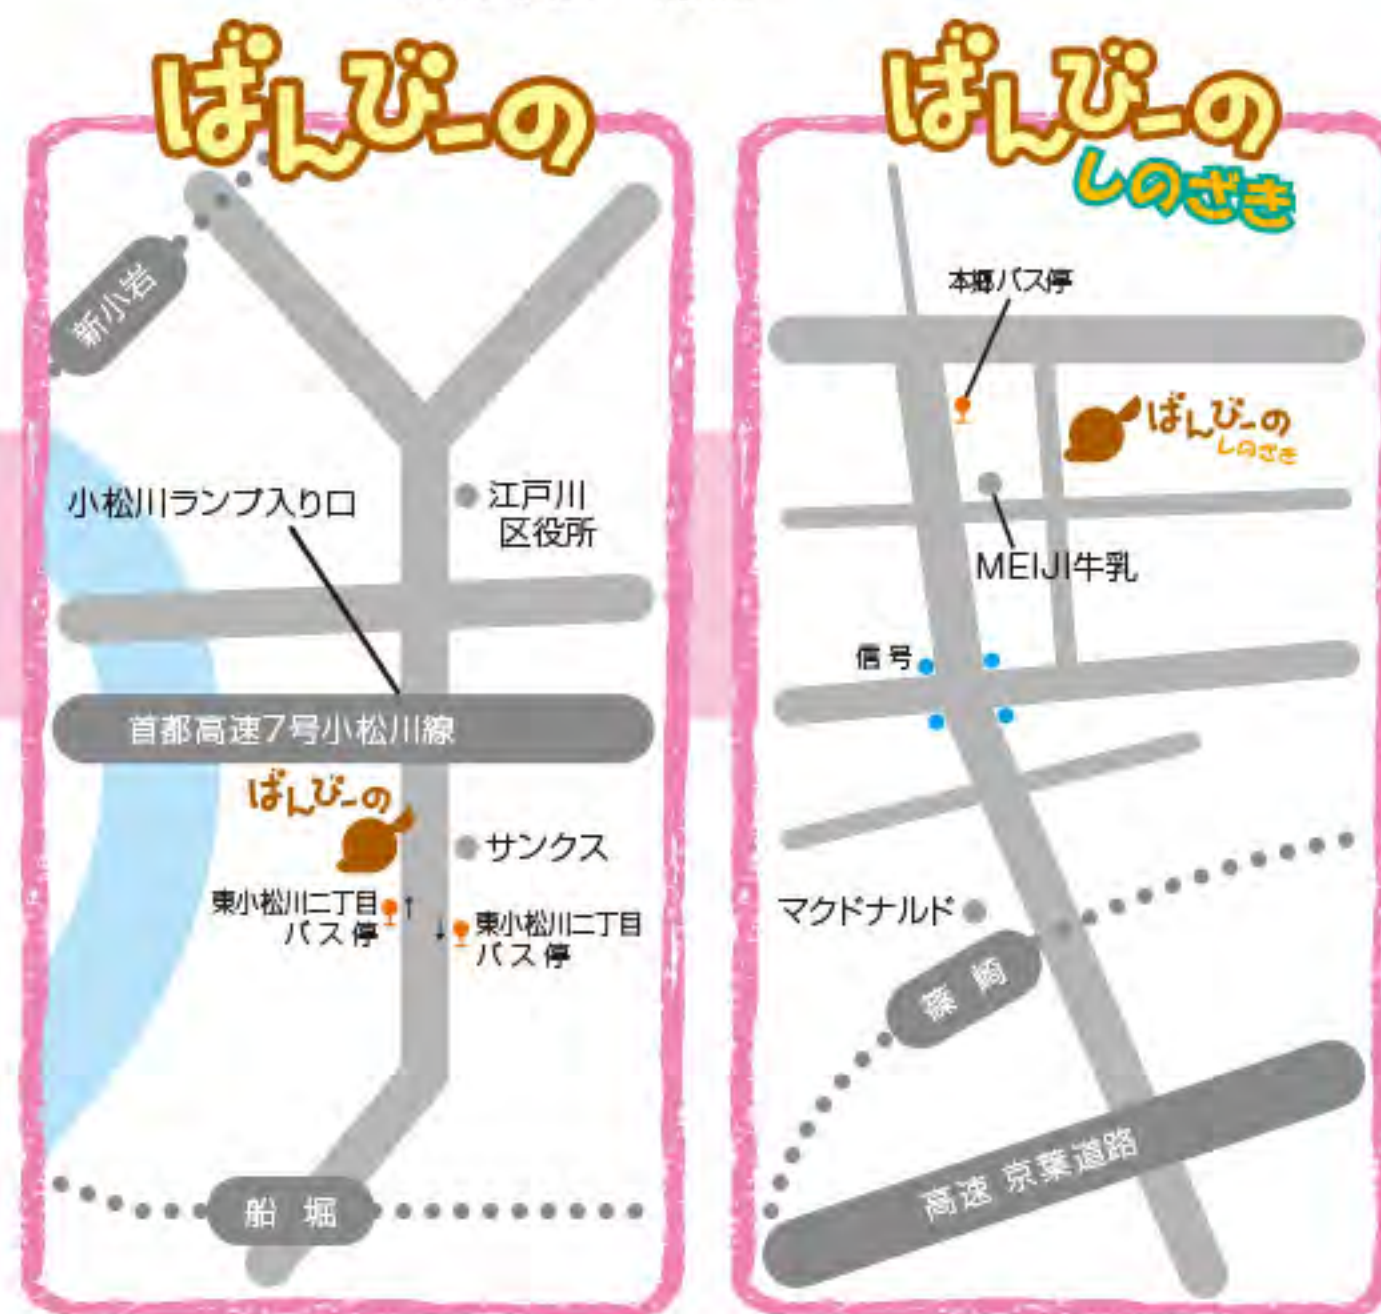 ばんびーの
新小岩
小松川ランプ入り口
江戸川
区役所
首都高速7号小松川線
ばんびーの
サンクス
東小松川二丁目
バス停
東小松川二丁目
バス停
船堀
ばんびーの
しのざき
本郷バス停
ばんびーの
しのざき
MEIJI牛乳
信号
マクドナルド
篠崎
高速 京葉道路